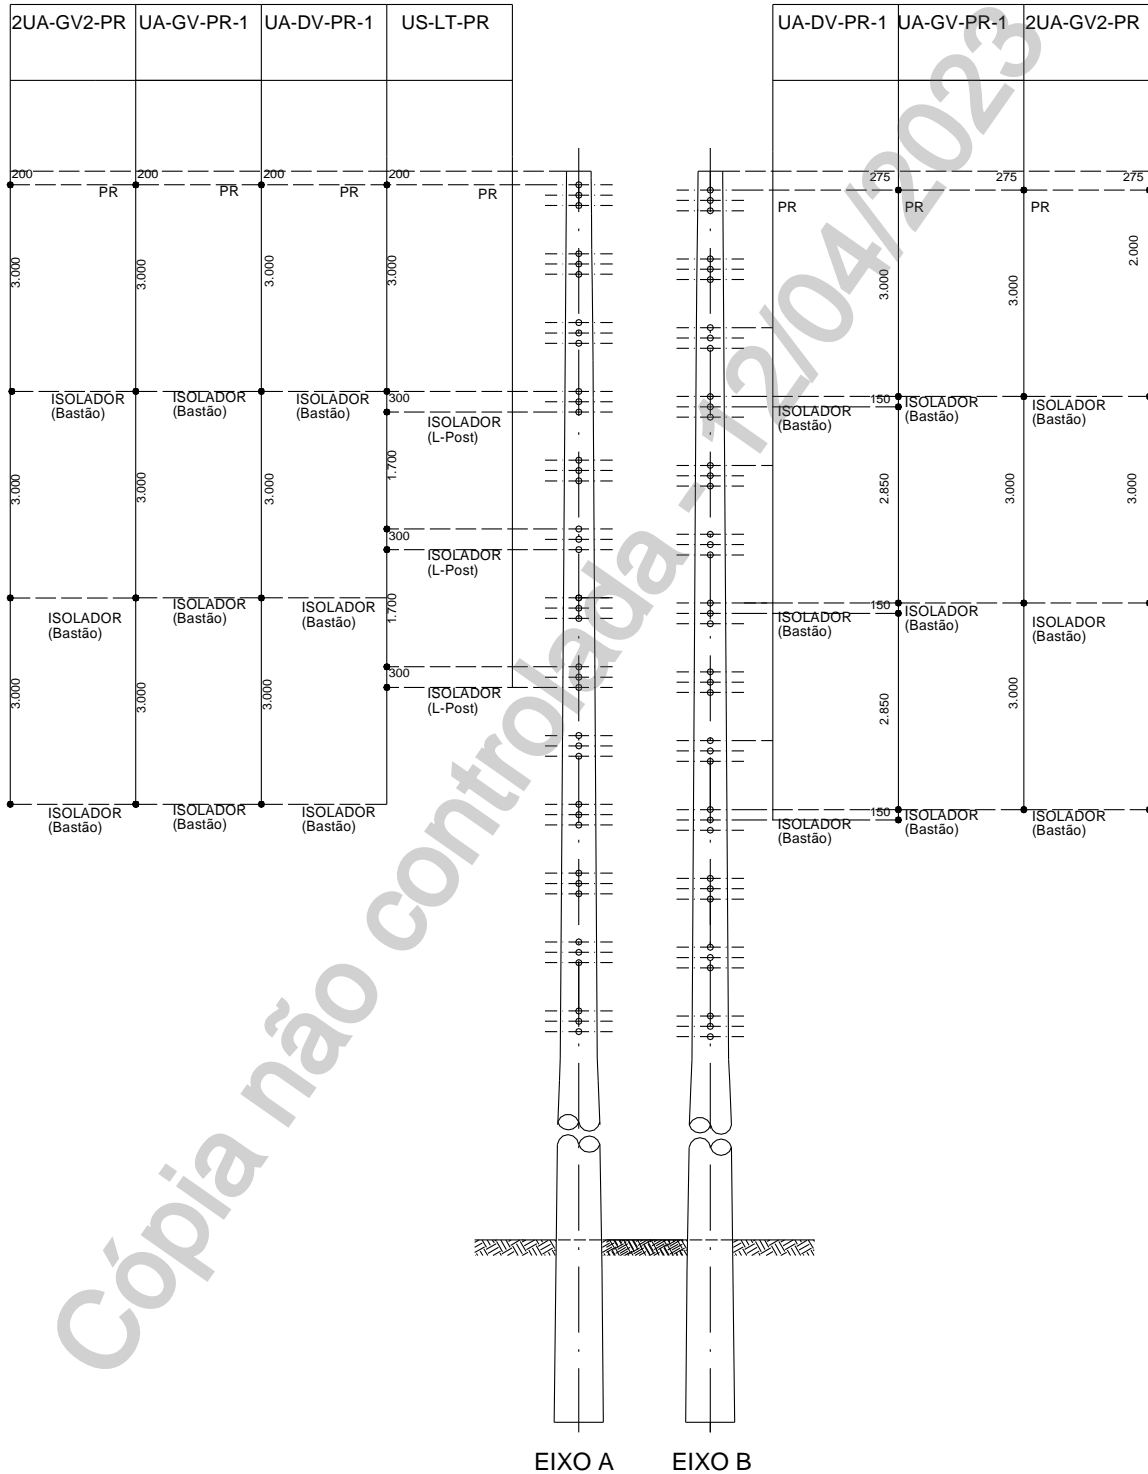 2UA-GV2-PR UA-GV-PR-1 UA-DV-PR-1 US-LT-PR UA-DV-PR-1 UA-GV-PR-1 2UA-GV2-PR
200 200 200 200 275 275 275
PR PR PR PR PR PR PR
3.000 3.000 3.000 3.000 3.000 3.000 2.000
ISOLADOR ISOLADOR ISOLADOR 300 150 ISOLADOR ISOLADOR
(Bastão) (Bastão) (Bastão) ISOLADOR ISOLADOR (Bastão) (Bastão)
(L-Post) (Bastão)
3.000 3.000 3.000 1.700 2.850 3.000 3.000
300
ISOLADOR
(L-Post)
ISOLADOR ISOLADOR ISOLADOR 1.700 150 ISOLADOR ISOLADOR
(Bastão) (Bastão) (Bastão) ISOLADOR (Bastão) (Bastão)
(Bastão)
3.000 3.000 3.000 300 2.850 3.000
ISOLADOR
(L-Post)
ISOLADOR ISOLADOR ISOLADOR 150 ISOLADOR ISOLADOR
(Bastão) (Bastão) (Bastão) ISOLADOR (Bastão) (Bastão)
(Bastão)
EIXO A EIXO B
Cópia não controlada - 12/04/2023